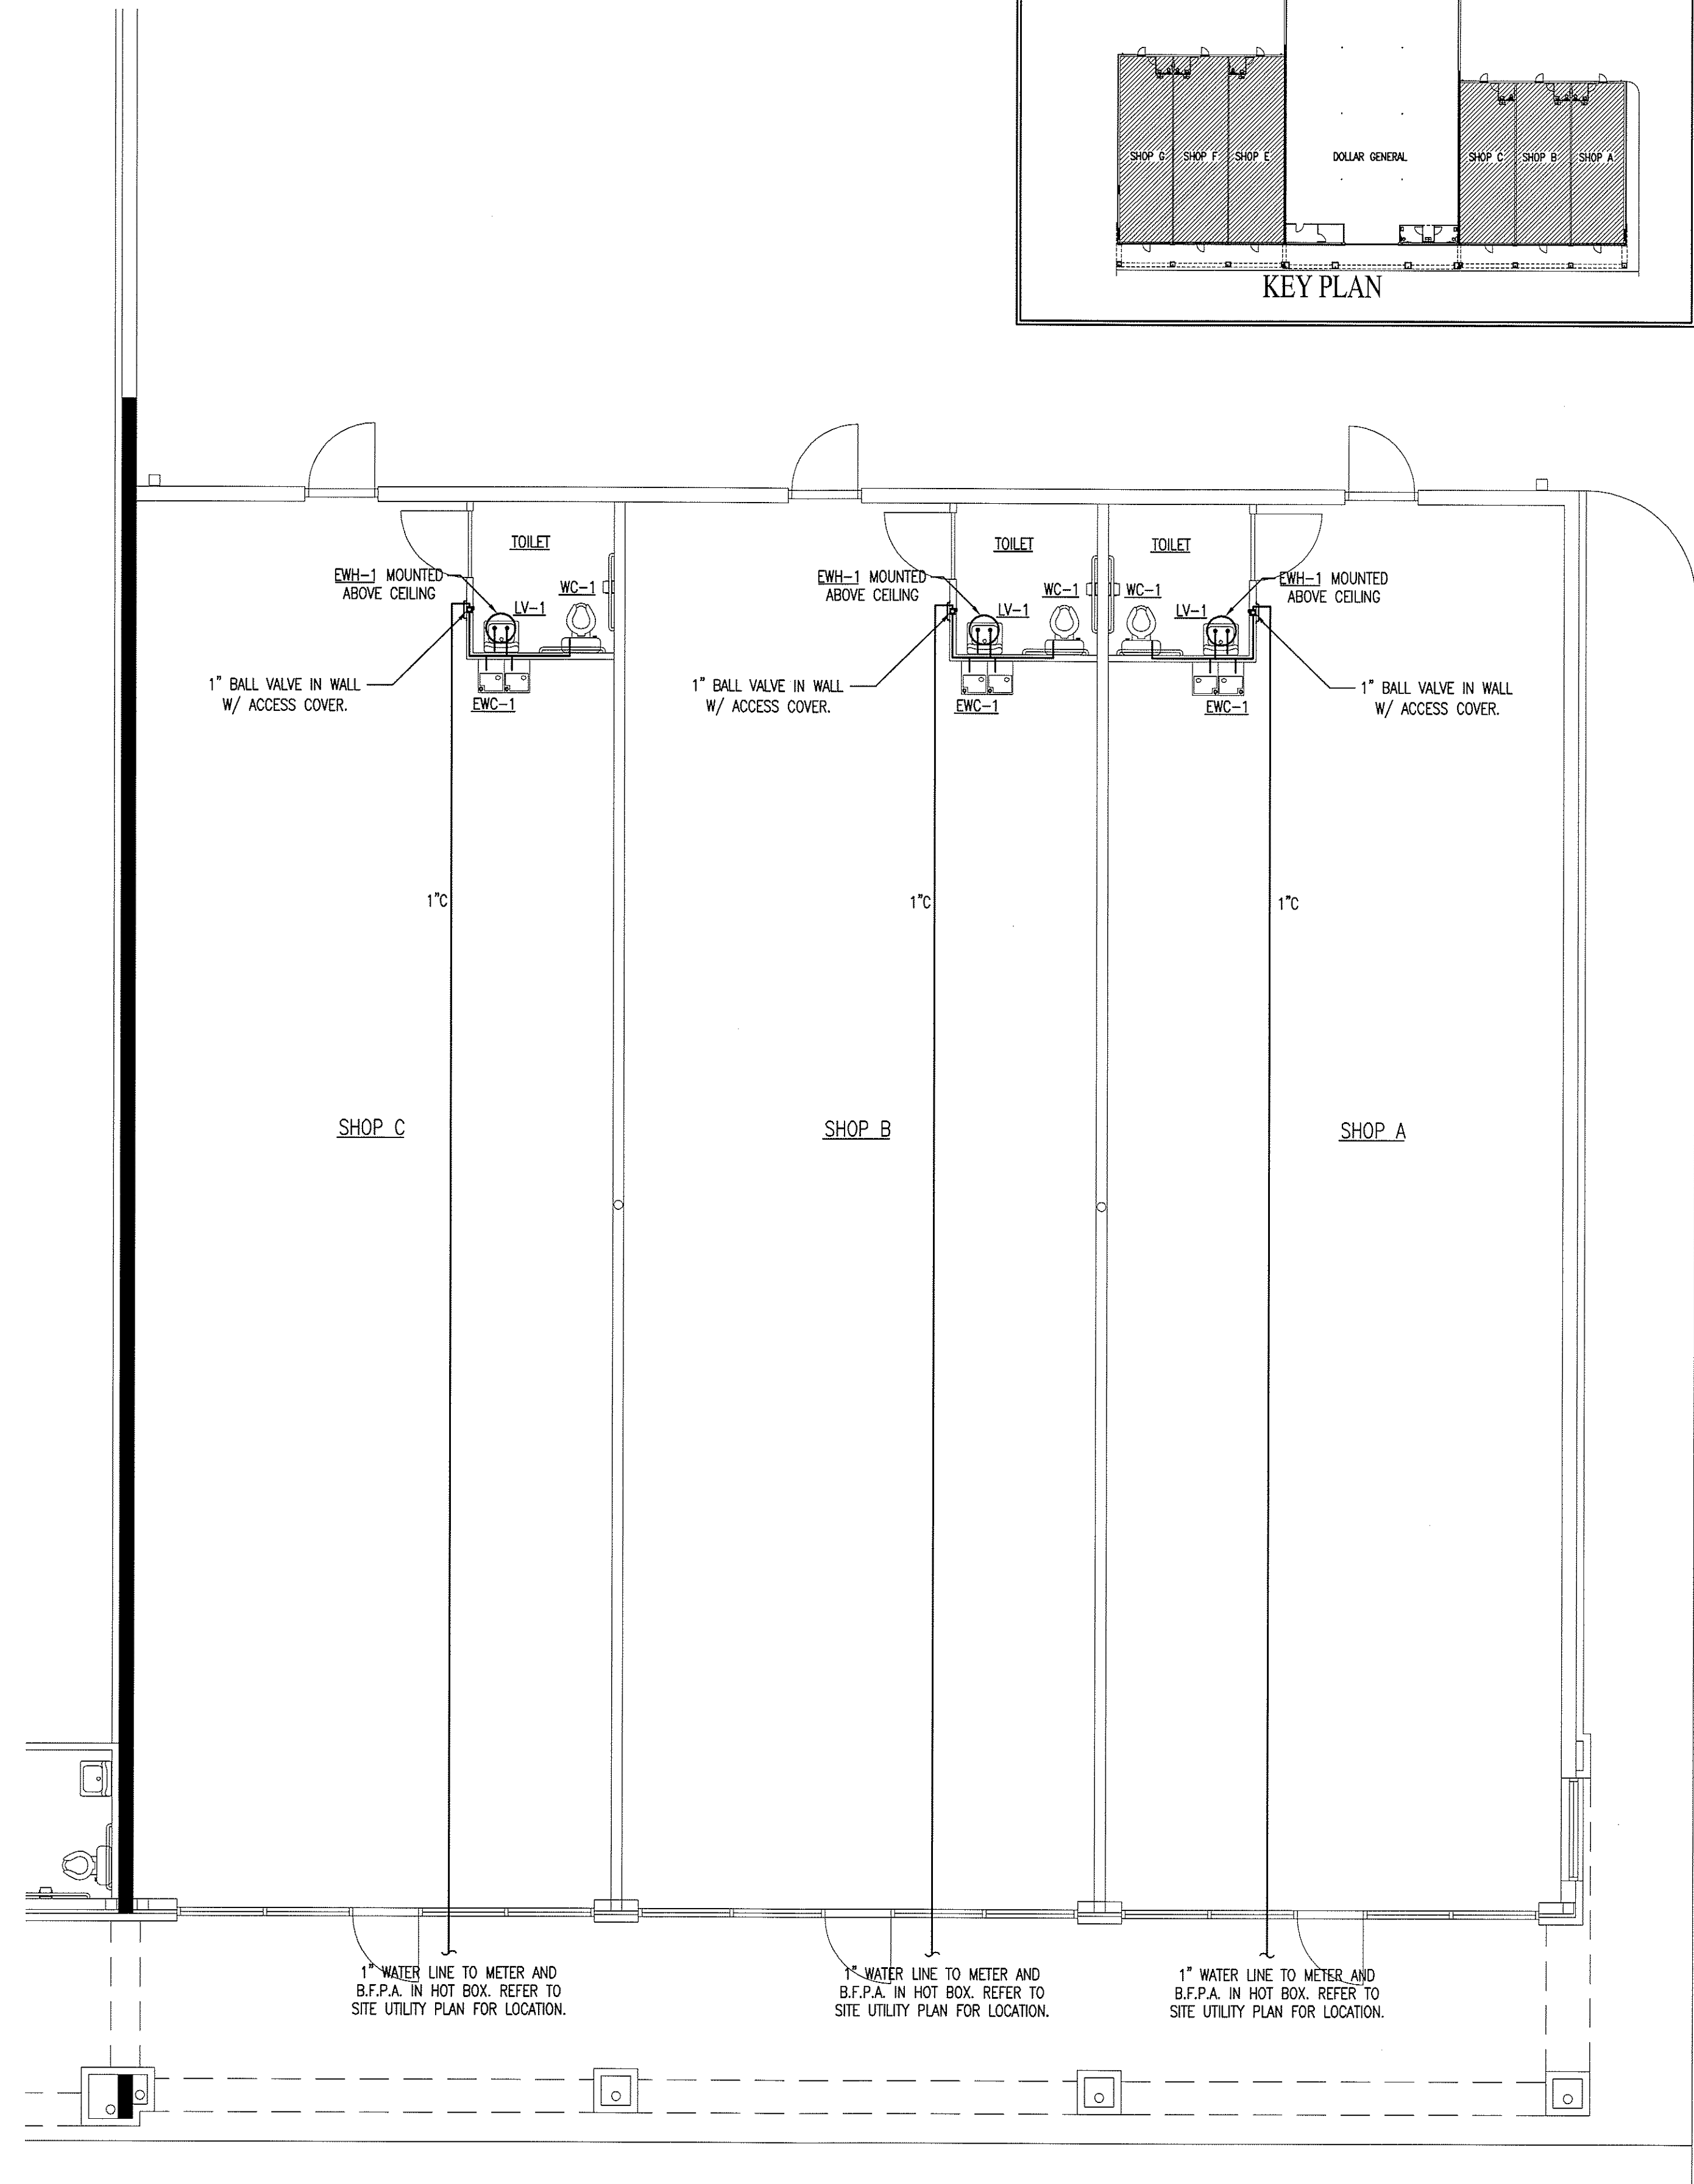 SHOP G
SHOP F
SHOP E
DOLLAR GENERAL
SHOP C
SHOP B
SHOP A
KEY PLAN
TOILET
EWH-1 MOUNTED
ABOVE CEILING
WC-1
LV-1
1" BALL VALVE IN WALL
W/ ACCESS COVER.
EWC-1
TOILET
EWH-1 MOUNTED
ABOVE CEILING
WC-1
LV-1
1" BALL VALVE IN WALL
W/ ACCESS COVER.
EWC-1
TOILET
EWH-1 MOUNTED
ABOVE CEILING
WC-1
LV-1
1" BALL VALVE IN WALL
W/ ACCESS COVER.
EWC-1
1"C
1"C
1"C
SHOP C
SHOP B
SHOP A
1" WATER LINE TO METER AND
B.F.P.A. IN HOT BOX. REFER TO
SITE UTILITY PLAN FOR LOCATION.
1" WATER LINE TO METER AND
B.F.P.A. IN HOT BOX. REFER TO
SITE UTILITY PLAN FOR LOCATION.
1" WATER LINE TO METER AND
B.F.P.A. IN HOT BOX. REFER TO
SITE UTILITY PLAN FOR LOCATION.